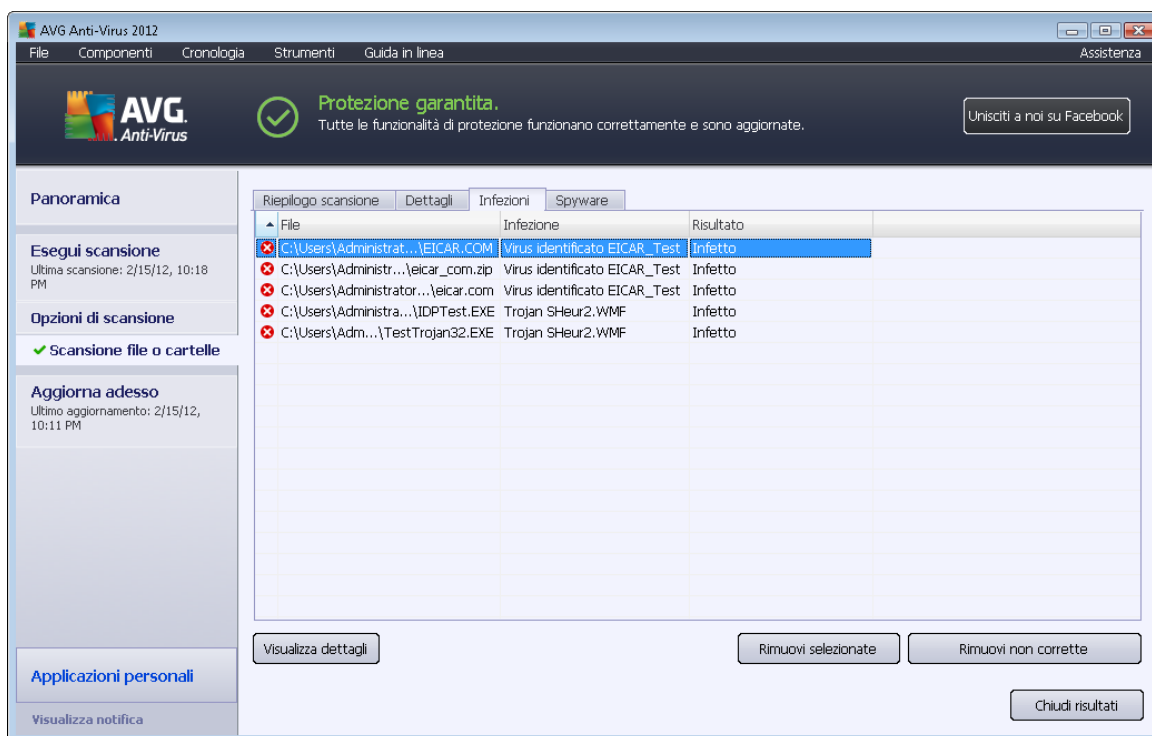 AVG Anti-Virus 2012
File Componenti Cronologia Strumenti Guida in linea Assistenza
AVG.
Anti-Virus
Protezione garantita.
Tutte le funzionalità di protezione funzionano correttamente e sono aggiornate.
Unisciti a noi su Facebook
Panoramica
Esegui scansione
Ultima scansione: 2/15/12, 10:18
PM
Opzioni di scansione
Scansione file o cartelle
Aggiorna adesso
Ultimo aggiornamento: 2/15/12,
10:11 PM
Applicazioni personali
Visualizza notifica
Riepilogo scansione Dettagli Infezioni Spyware
File Infezione Risultato
C:\Users\Administrat...\EICAR.COM Virus identificato EICAR_Test Infetto
C:\Users\Administr...\eicar_com.zip Virus identificato EICAR_Test Infetto
C:\Users\Administrator...\eicar.com Virus identificato EICAR_Test Infetto
C:\Users\Administra...\IDPTest.EXE Trojan SHeur2.WMF Infetto
C:\Users\Adm...\TestTrojan32.EXE Trojan SHeur2.WMF Infetto
Visualizza dettagli Rimuovi selezionate Rimuovi non corrette
Chiudi risultati